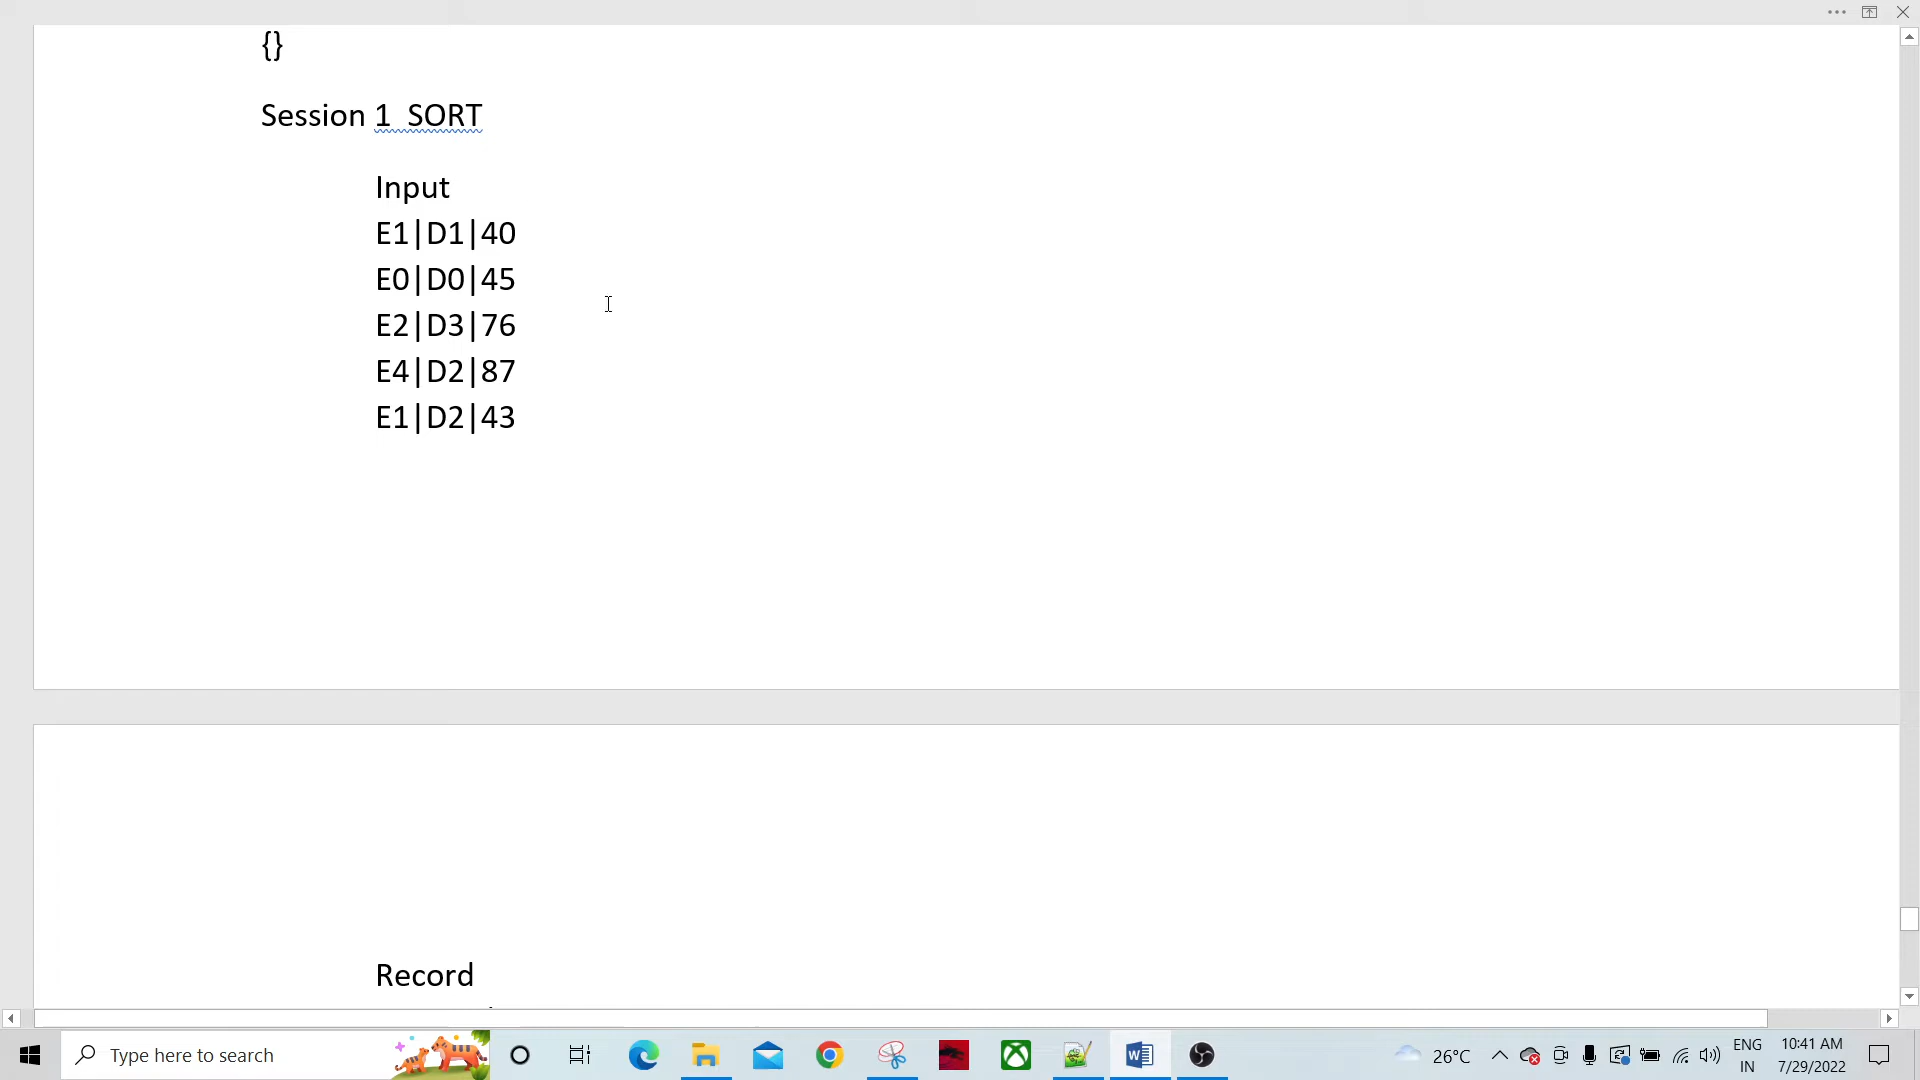 {}
Session 1  SORT
Input
E1|D1|40
E0|D0|45
E2|D3|76
E4|D2|87
E1|D2|43
Record
Type here to search
26°C
ENG
IN
10:41 AM
7/29/2022